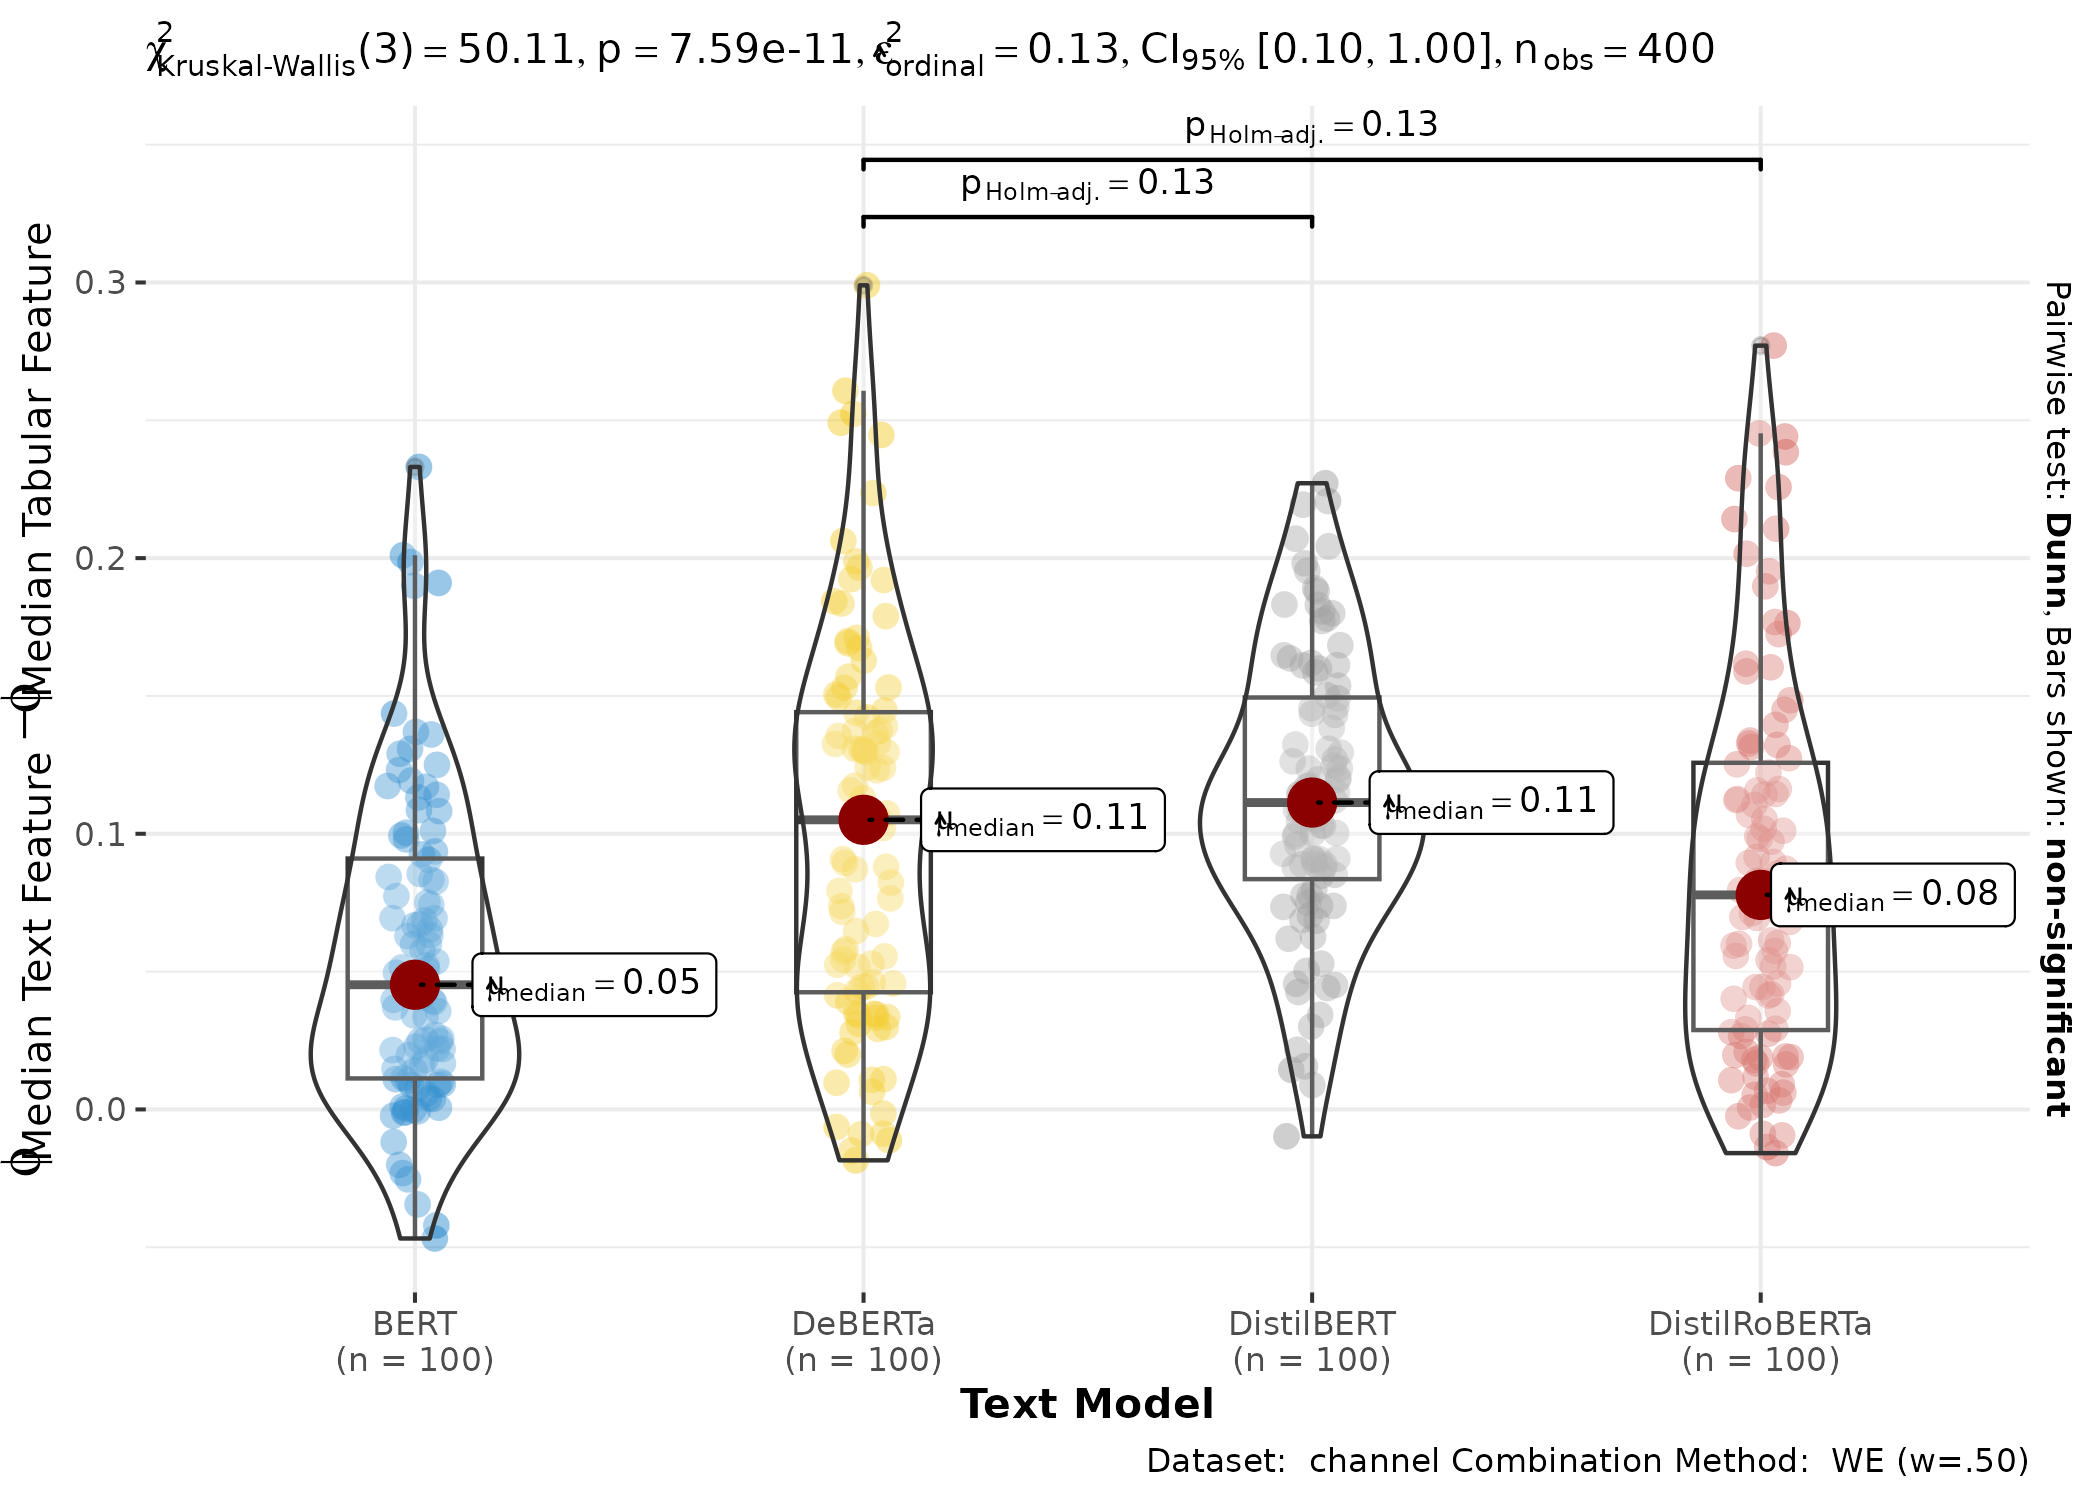 χ²Kruskal-Wallis(3) = 50.11, p = 7.59e-11, ε²ordinal = 0.13, CI95% [0.10, 1.00], nobs = 400
pHolm-adj. = 0.13
pHolm-adj. = 0.13
0.3
0.2
0.1
0.0
|ϕ|Median Text Feature − |ϕ|Median Tabular Feature
μ̂median = 0.05
μ̂median = 0.11
μ̂median = 0.11
μ̂median = 0.08
Pairwise test: Dunn, Bars shown: non-significant
BERT
(n = 100)
DeBERTa
(n = 100)
DistilBERT
(n = 100)
DistilRoBERTa
(n = 100)
Text Model
Dataset:  channel Combination Method:  WE (w=.50)